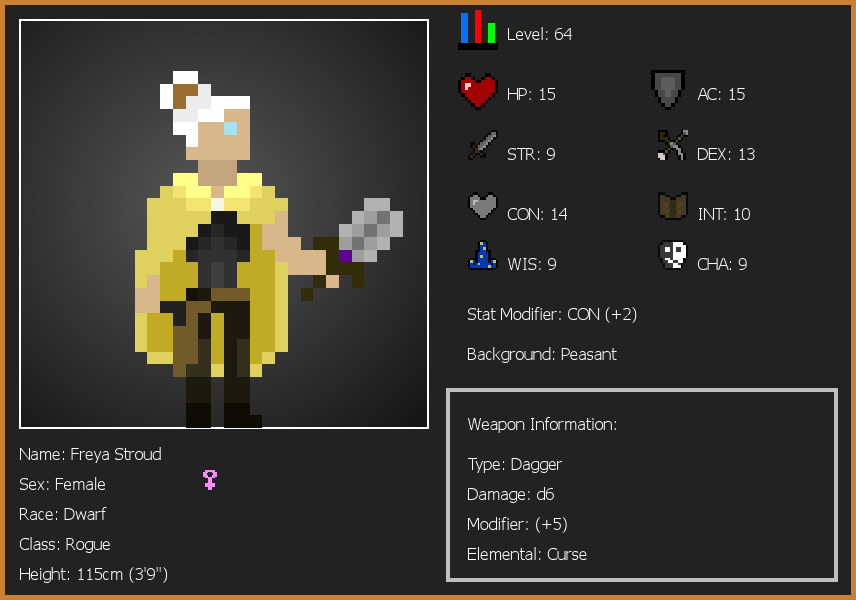 Level: 64
HP: 15
AC: 15
STR: 9
DEX: 13
CON: 14
INT: 10
WIS: 9
CHA: 9
Stat Modifier: CON (+2)
Background: Peasant
Weapon Information:
Type: Dagger
Damage: d6
Modifier: (+5)
Elemental: Curse
Name: Freya Stroud
Sex: Female
Race: Dwarf
Class: Rogue
Height: 115cm (3'9")